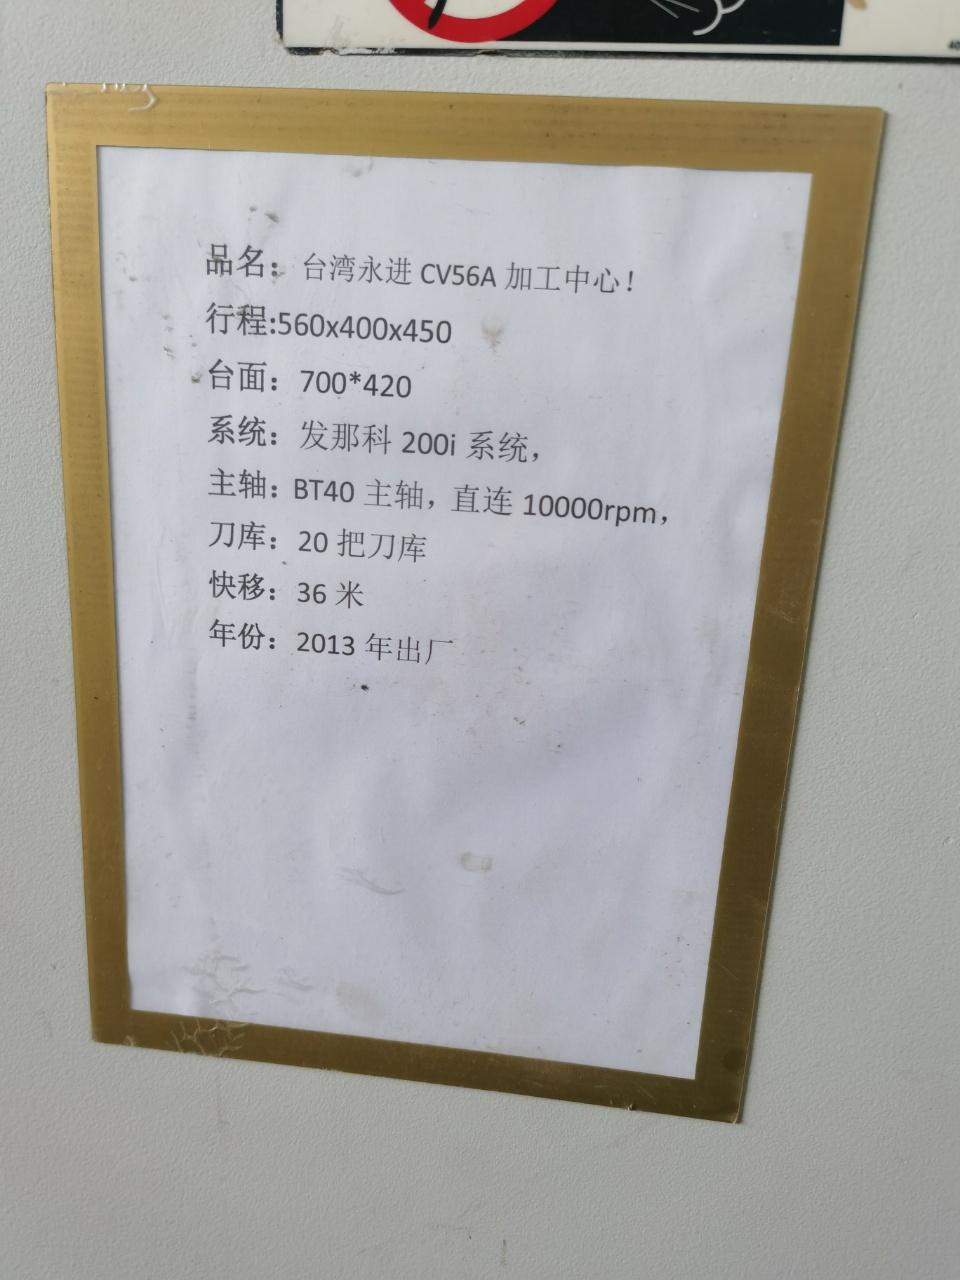 品名：台湾永进 CV56A 加工中心！
行程:560x400x450
台面：700*420
系统：发那科 200i 系统，
主轴：BT40 主轴，直连 10000rpm，
刀库：20 把刀库
快移：36 米
年份：2013 年出厂